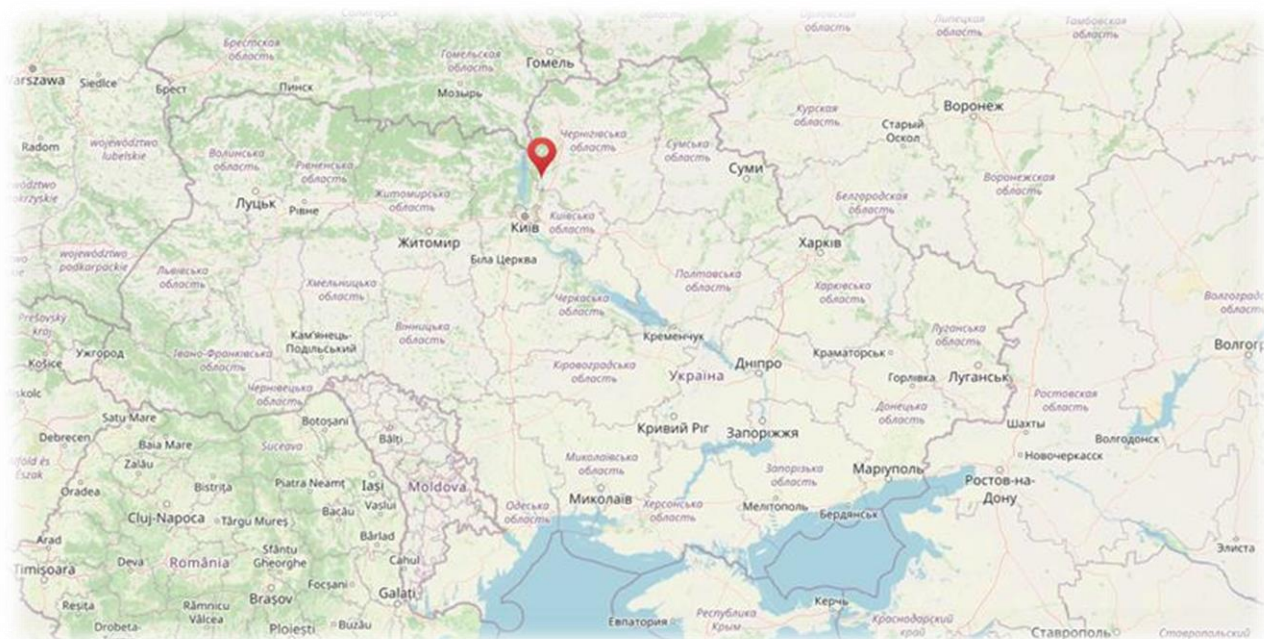 Брестская
область
Гомельская
область
Гомель
Липецкая
область
Тамбовская
область
Warszawa
Siedlce
Брест
Пинск
Мозырь
Курская
область
Воронеж
Старый
Оскол
Radom
województwo
lubelskie
Волинська
область
Рівненська
область
Чернігівська
область
Сумська
область
Суми
Воронежская
область
Белгородская
область
Луцьк
Рівне
Житомирська
область
Київ
Київська
область
Житомир
Біла Церква
Харків
województwo
podkarpackie
Львівська
область
Хмельницька
область
Черкаська
область
Полтавська
область
Харківська
область
Prešovský
kraj
Košice
Ужгород
Івано-Франківська
область
Кам'янець-
Подільський
Вінницька
область
Кременчук
Луганська
область
Кіровоградська
область
Україна
Дніпро
Краматорськ
Горлівка
Луганськ
Ростовская
область
Чернівецька
область
Донецька
область
Satu Mare
Botoșani
Bălți
Кривий Ріг
Запоріжжя
Шахты
Волгодонск
Debrecen
Baia Mare
Suceava
Новочеркасск
Zalău
Миколаївська
область
Запорізька
область
Маріуполь
Ростов-на-
Дону
Oradea
Bistrița
Piatra Neamț
Iași
Moldova
Миколаїв
Херсонська
область
Мелітополь
Бердянськ
Cluj-Napoca
Târgu Mureș
Bacău
Vaslui
Одеська
область
Arad
Timișoara
Deva
România
Sfântu
Gheorghe
Bârlad
Cahul
Элиста
Focșani
Galați
Reșița
Râmnicu
Vâlcea
Brașov
Drobeta-
Ploiești
Buzău
Евпатория
Республика
Крым
Керчь
Краснодарский
край
Ставрополь
Ставропольский